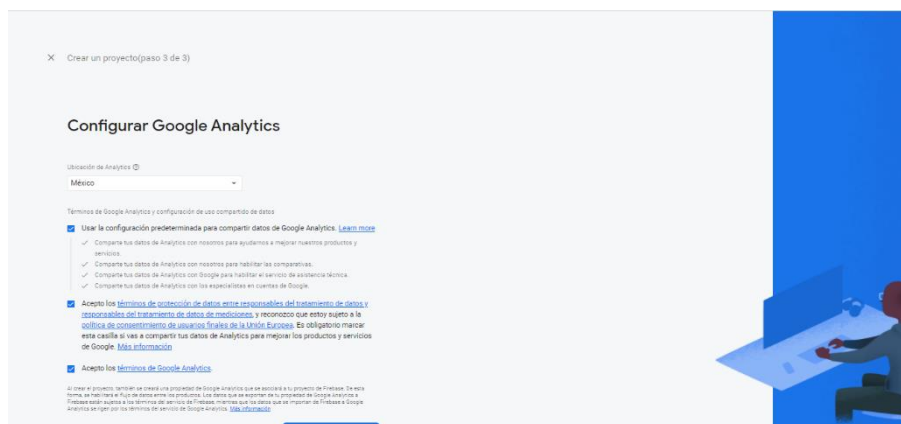 Crear un proyecto(paso 3 de 3)
Configurar Google Analytics
Ubicación de Analytics
México
Términos de Google Analytics y configuración de uso compartido de datos
Usar la configuración predeterminada para compartir datos de Google Analytics. Learn more
Comparte tus datos de Analytics con nosotros para ayudarnos a mejorar nuestros productos y
servicios.
Comparte tus datos de Analytics con nosotros para habilitar las comparativas.
Comparte tus datos de Analytics con Google para habilitar el servicio de asistencia técnica.
Comparte tus datos de Analytics con los especialistas en cuentas de Google.
Acepto los términos de protección de datos entre responsables del tratamiento de datos y
responsables del tratamiento de datos de mediciones, y reconozco que estoy sujeto a la
política de consentimiento de usuarios finales de la Unión Europea. Es obligatorio marcar
esta casilla si vas a compartir tus datos de Analytics para mejorar los productos y servicios
de Google. Más información
Acepto los términos de Google Analytics.
Al crear el proyecto, también se creará una propiedad de Google Analytics que se asociará a tu proyecto de Firebase. De esta
forma, se habilitará el flujo de datos entre los productos. Los datos que se exportan de tu propiedad de Google Analytics a
Firebase están sujetos a los términos del servicio de Firebase, mientras que los datos que se importan de Firebase a Google
Analytics se rigen por los términos del servicio de Google Analytics. Más información